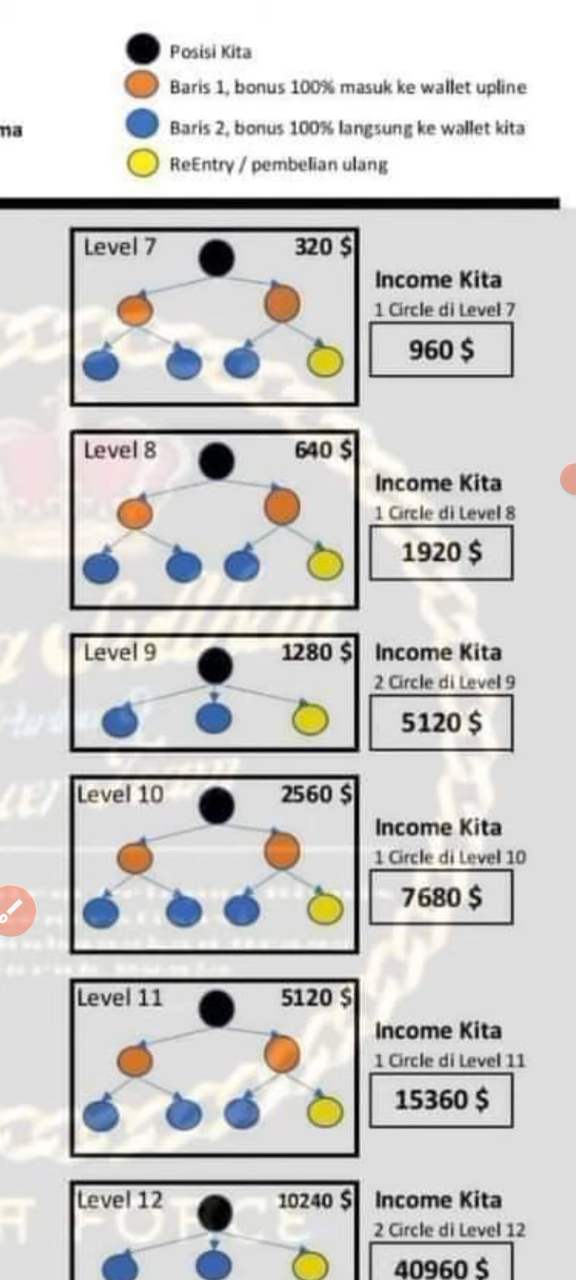 Posisi Kita
Baris 1, bonus 100% masuk ke wallet upline
ma
Baris 2, bonus 100% langsung ke wallet kita
ReEntry / pembelian ulang
Level 7
320 $
Income Kita
1 Circle di Level 7
960 $
Level 8
640 $
Income Kita
1 Circle di Level 8
1920 $
Level 9
1280 $
Income Kita
2 Circle di Level 9
5120 $
Level 10
2560 $
Income Kita
1 Circle di Level 10
7680 $
Level 11
5120 $
Income Kita
1 Circle di Level 11
15360 $
Level 12
10240 $
Income Kita
2 Circle di Level 12
40960 $
FORCE